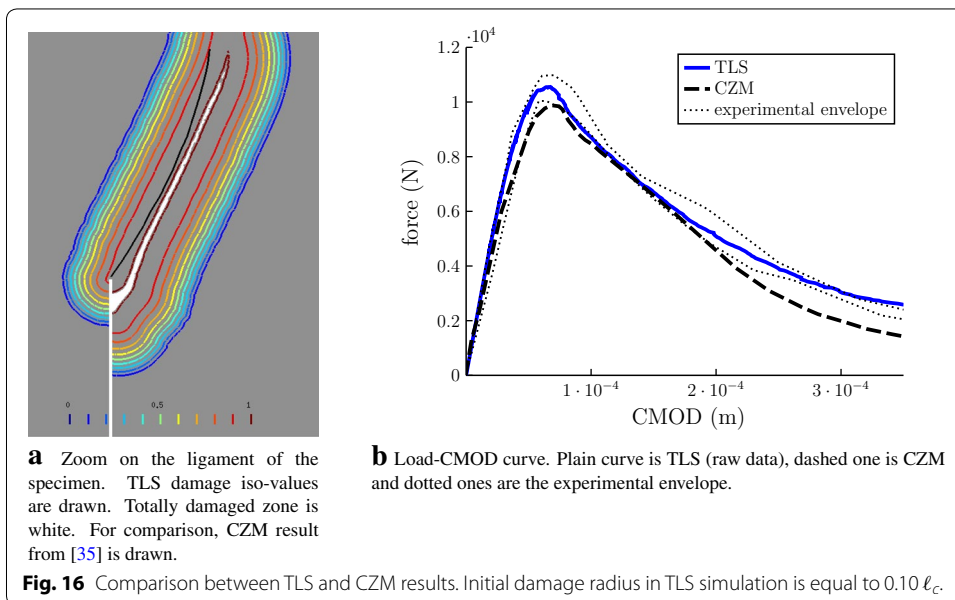 0 0.5 1
a Zoom on the ligament of the
specimen. TLS damage iso-values
are drawn. Totally damaged zone is
white. For comparison, CZM result
from [35] is drawn.
·10⁴
1.2
1
0.8
0.6
0.4
0.2
0
force (N)
1·10⁻⁴ 2·10⁻⁴ 3·10⁻⁴
CMOD (m)
TLS
CZM
experimental envelope
b Load-CMOD curve. Plain curve is TLS (raw data), dashed one is CZM
and dotted ones are the experimental envelope.
Fig. 16 Comparison between TLS and CZM results. Initial damage radius in TLS simulation is equal to 0.10 ℓc.